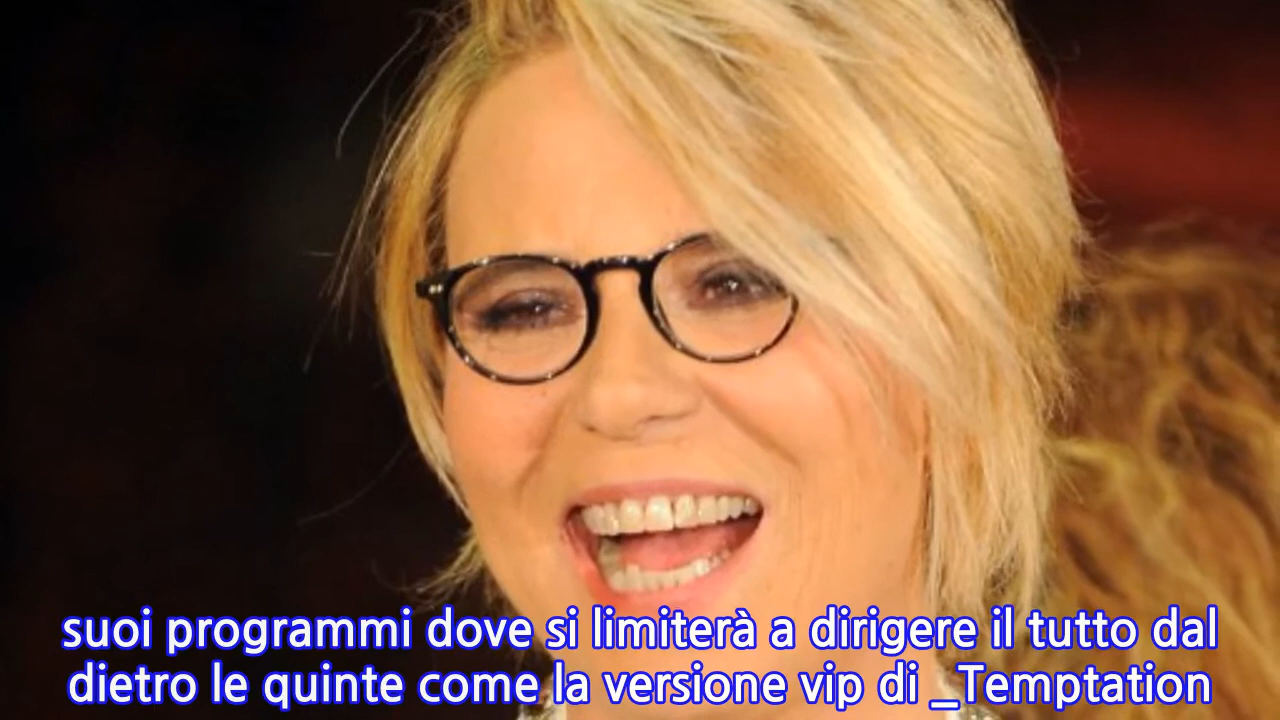 suoi programmi dove si limiterà a dirigere il tutto dal
dietro le quinte come la versione vip di _Temptation